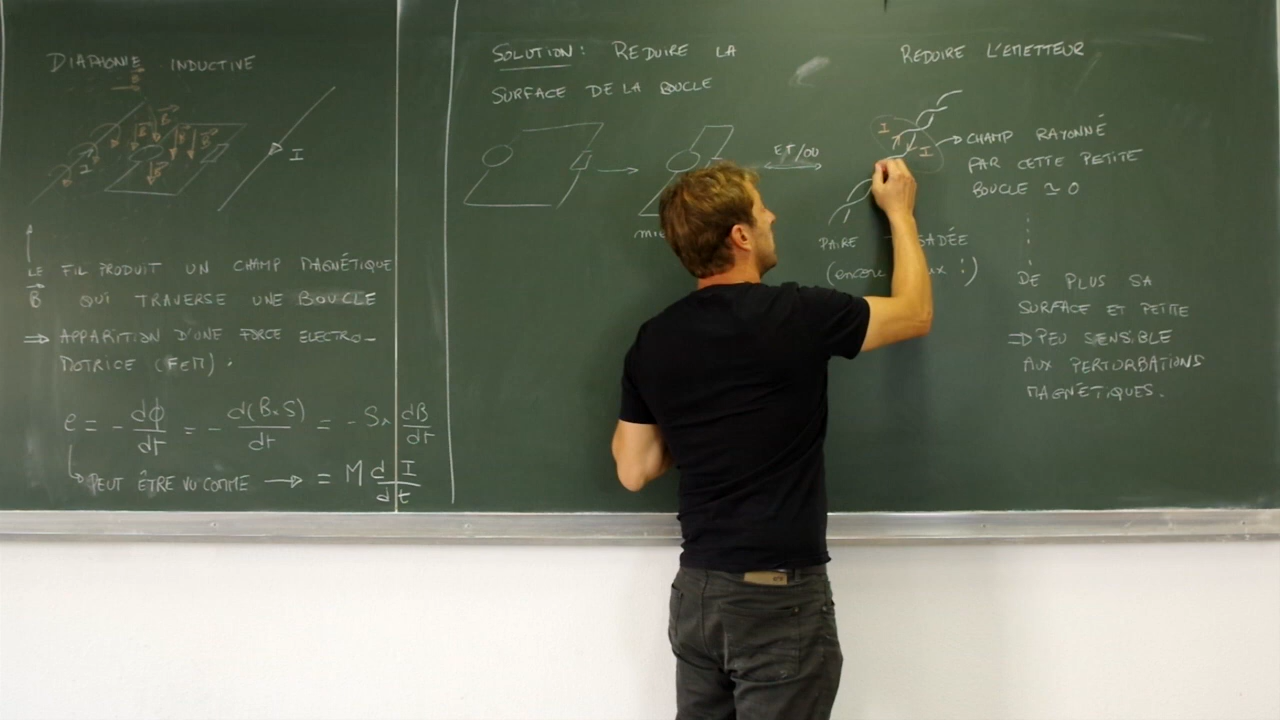 DIAPHONIE INDUCTIVE
B
B B B B
B
I
I
LE FIL PRODUIT UN CHAMP MAGNÉTIQUE
B QUI TRAVERSE UNE BOUCLE
⇒ APPARITION D'UNE FORCE ELECTRO-
MOTRICE (FEM).
e = - dϕ/dt = - d(B.S)/dt = - S x dB/dt
PEUT ÊTRE VU COMME → = M dI/dt
SOLUTION: REDUIRE LA
SURFACE DE LA BOUCLE
ET/OU
PAIRE
(encore !)
REDUIRE L'EMETTEUR
I
I
CHAMP RAYONNÉ
PAR CETTE PETITE
BOUCLE ≃ 0
DE PLUS SA
SURFACE ET PETITE
⇒ PEU SENSIBLE
AUX PERTURBATIONS
MAGNÉTIQUES.